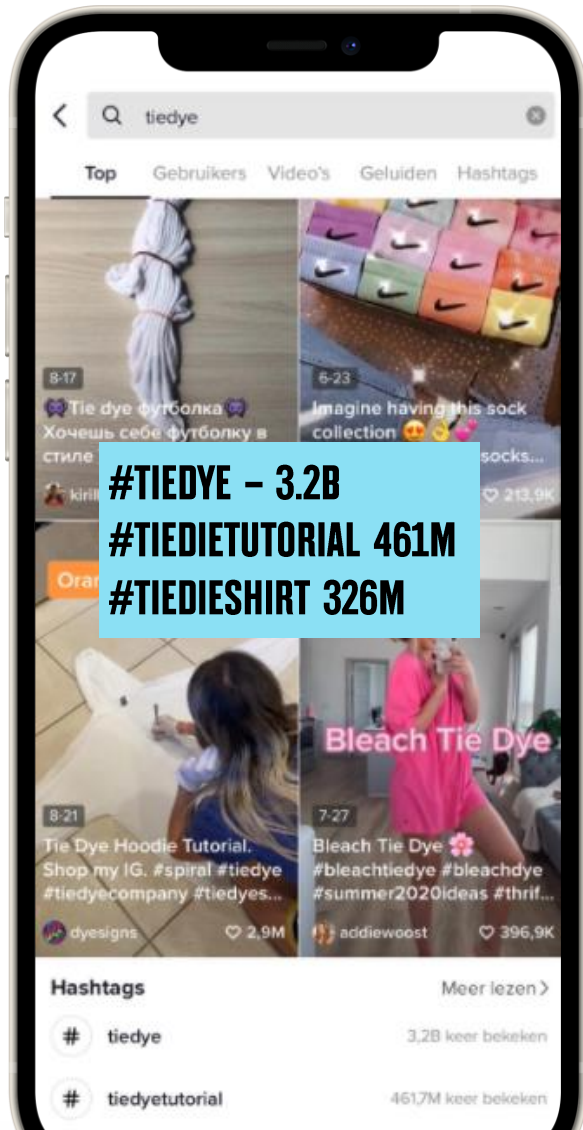 tiedye
Top Gebruikers Video's Geluiden Hashtags
8-17
Tie dye футболка
Хочешь себе футболку в
стиле
kirill
6-23
Imagine having this sock
collection 😍👌💞
socks...
213,9K
#TIEDYE – 3.2B
#TIEDIETUTORIAL 461M
#TIEDIESHIRT 326M
8-21
Tie Dye Hoodie Tutorial.
Shop my IG. #spiral #tiedye
#tiedyecompany #tiedyes...
dyesigns 2,9M
Bleach Tie Dye
7-27
Bleach Tie Dye 🌸
#bleachtiedye #bleachdye
#summer2020ideas #thrif...
addiewoost 396,9K
Hashtags Meer lezen
# tiedye 3,2B keer bekeken
# tiedyetutorial 461,7M keer bekeken